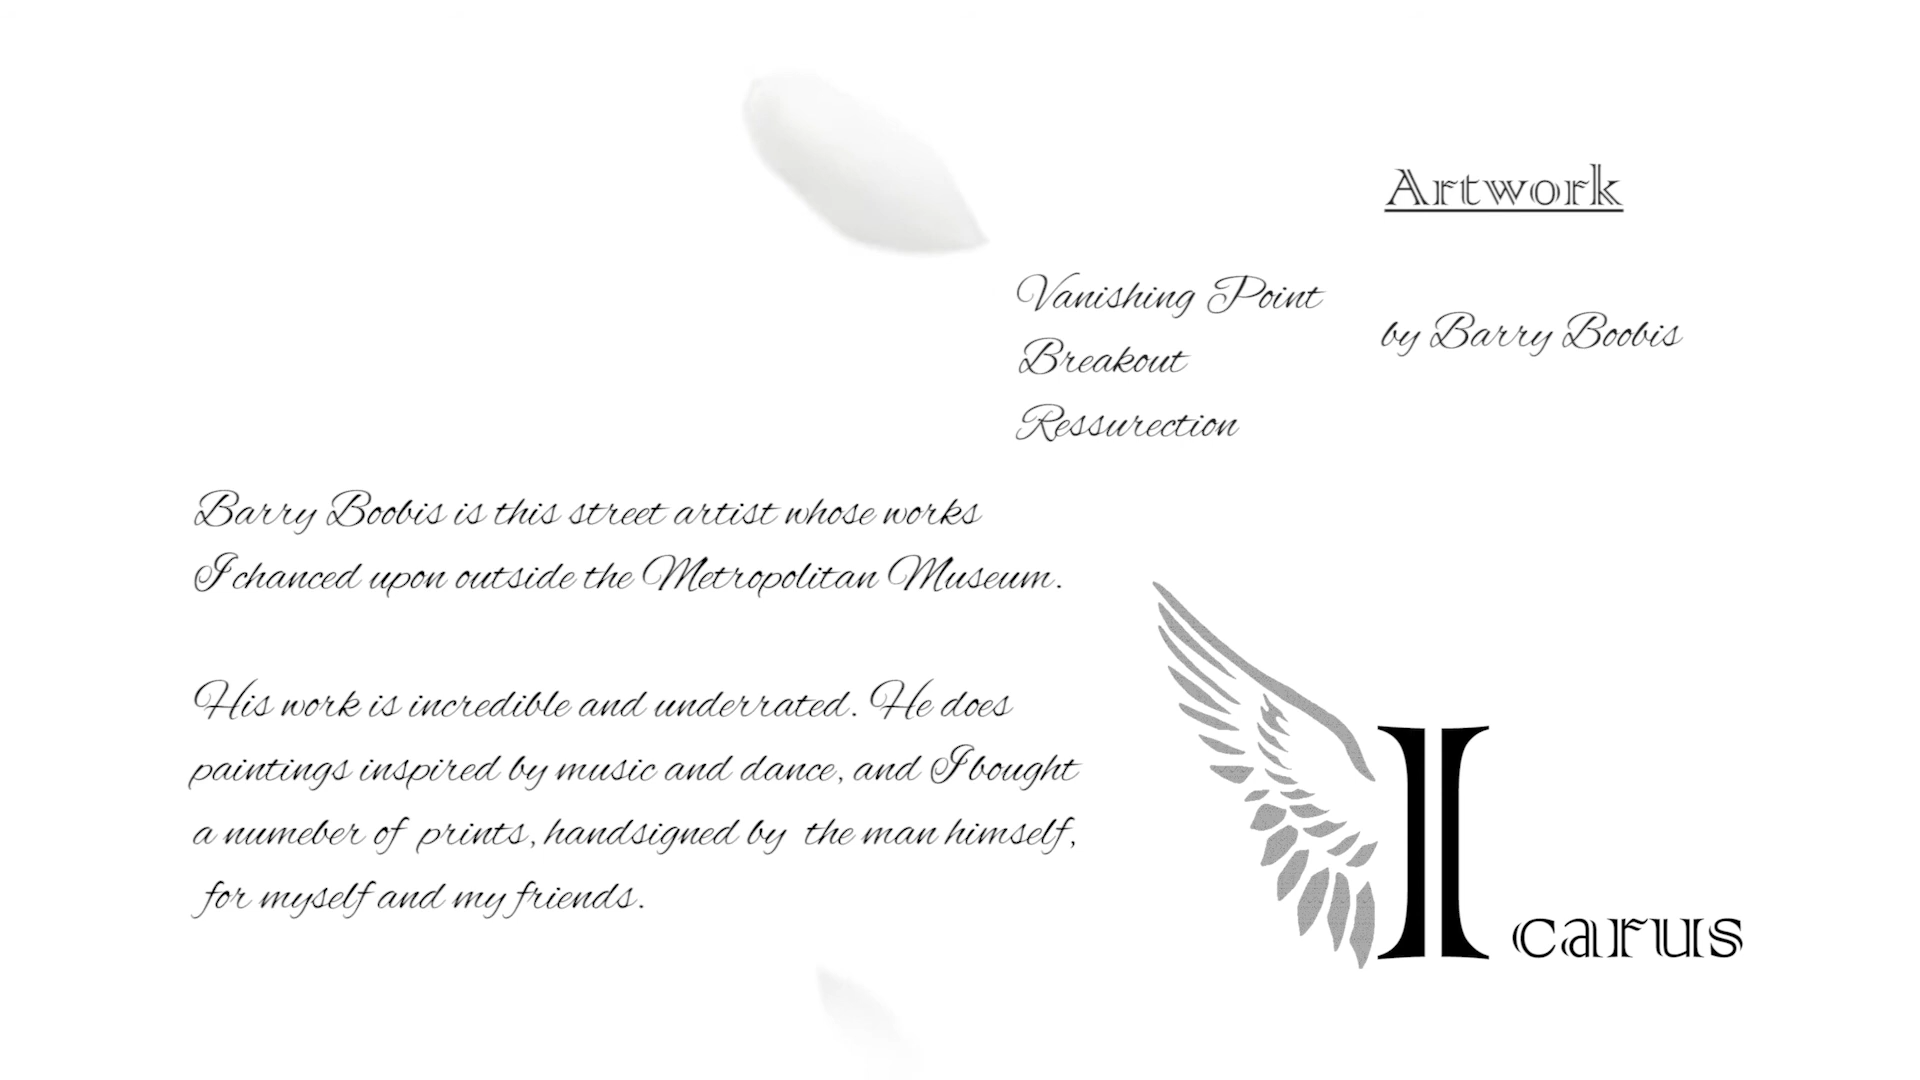 Artwork
Vanishing Point
by Barry Boobis
Breakout
Ressurection
Barry Boobis is this street artist whose works
I chanced upon outside the Metropolitan Museum.
His work is incredible and underrated. He does
paintings inspired by music and dance, and I bought
a numeber of prints, handsigned by the man himself,
for myself and my friends.
Icarus